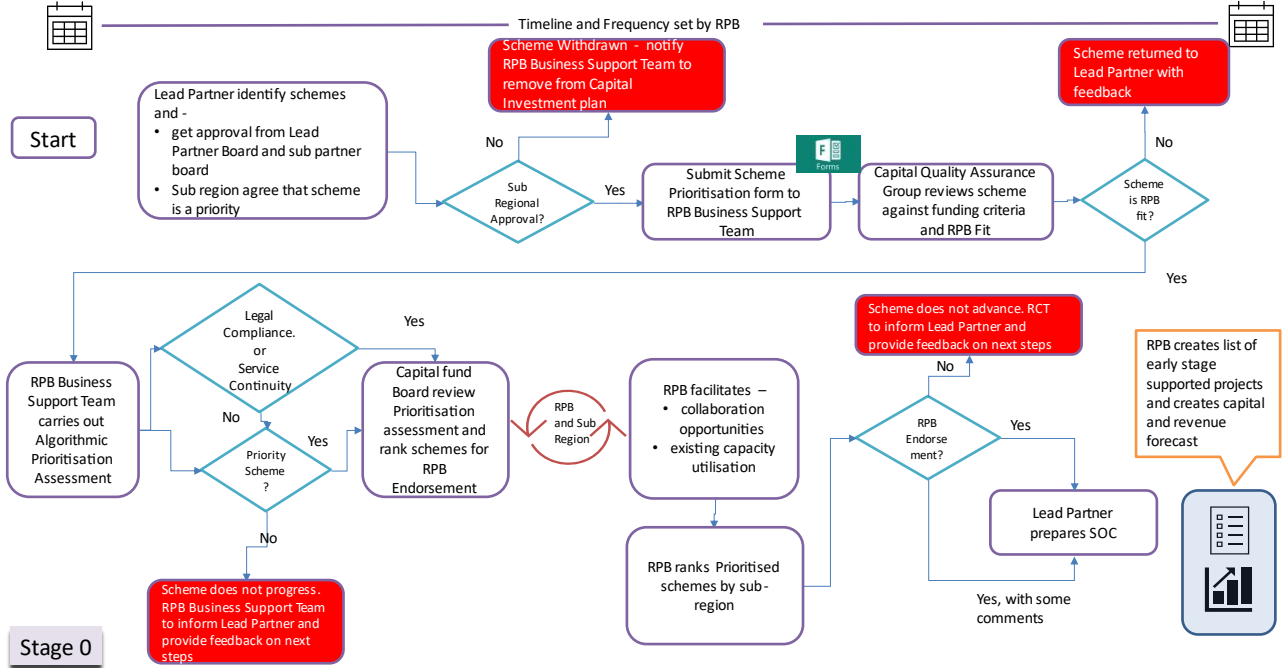 Timeline and Frequency set by RPB
Start
Lead Partner identify schemes
and -
• get approval from Lead
Partner Board and sub partner
board
• Sub region agree that scheme
is a priority
Scheme Withdrawn - notify
RPB Business Support Team to
remove from Capital
Investment plan
No
Sub
Regional
Approval?
Yes
Submit Scheme
Prioritisation form to
RPB Business Support
Team
F
Forms
Capital Quality Assurance
Group reviews scheme
against funding criteria
and RPB Fit
Scheme returned to
Lead Partner with
feedback
No
Scheme
is RPB
fit?
Yes
RPB Business
Support Team
carries out
Algorithmic
Prioritisation
Assessment
Legal
Compliance.
or
Service
Continuity
Yes
No
Priority
Scheme
?
Yes
No
Scheme does not progress.
RPB Business Support Team
to inform Lead Partner and
provide feedback on next
steps
Capital fund
Board review
Prioritisation
assessment and
rank schemes for
RPB
Endorsement
RPB
and Sub
Region
RPB facilitates –
• collaboration
opportunities
• existing capacity
utilisation
RPB ranks Prioritised
schemes by sub-
region
Scheme does not advance. RCT
to inform Lead Partner and
provide feedback on next steps
No
RPB
Endorse
ment?
Yes
Lead Partner
prepares SOC
Yes, with some
comments
RPB creates list of
early stage
supported projects
and creates capital
and revenue
forecast
Stage 0